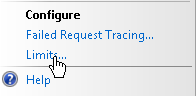 Configure
Failed Request Tracing...
Limits...
Help